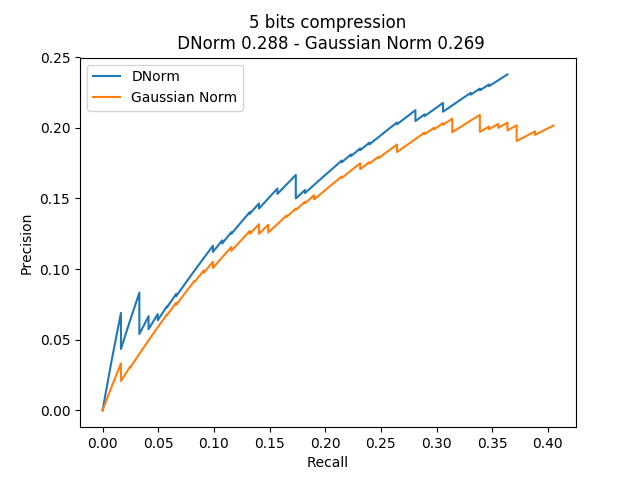 5 bits compression
DNorm 0.288 - Gaussian Norm 0.269
DNorm
Gaussian Norm
Precision
0.25
0.20
0.15
0.10
0.05
0.00
0.00 0.05 0.10 0.15 0.20 0.25 0.30 0.35 0.40
Recall